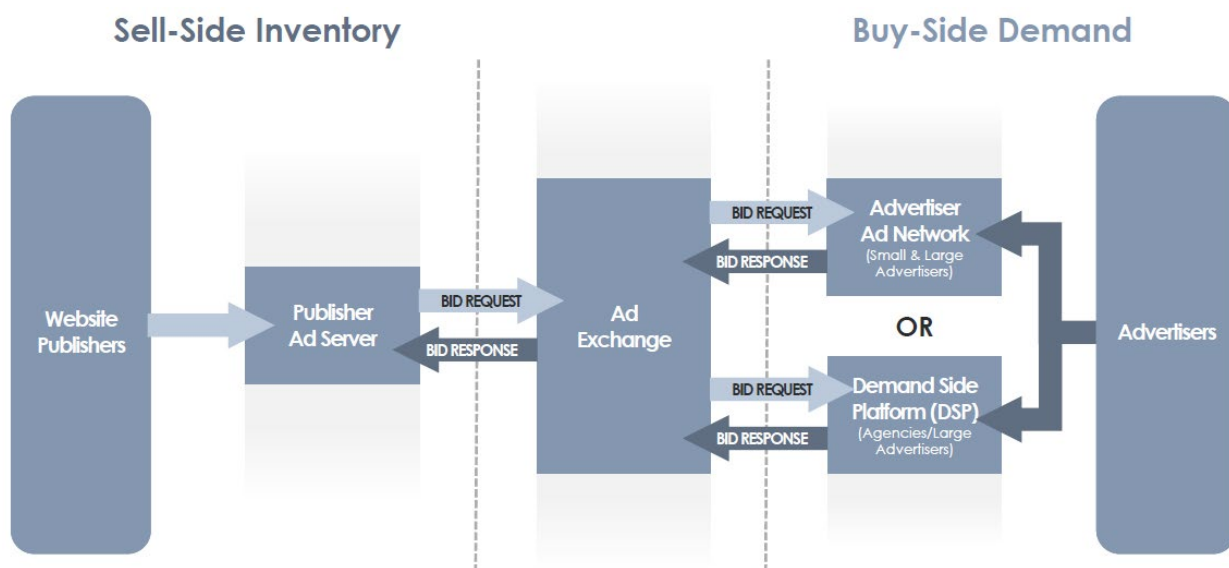 Sell-Side Inventory
Buy-Side Demand
Website
Publishers
Publisher
Ad Server
BID REQUEST
BID RESPONSE
Ad
Exchange
BID REQUEST
BID RESPONSE
BID REQUEST
BID RESPONSE
Advertiser
Ad Network
(Small & Large
Advertisers)
OR
Demand Side
Platform (DSP)
(Agencies/Large
Advertisers)
Advertisers